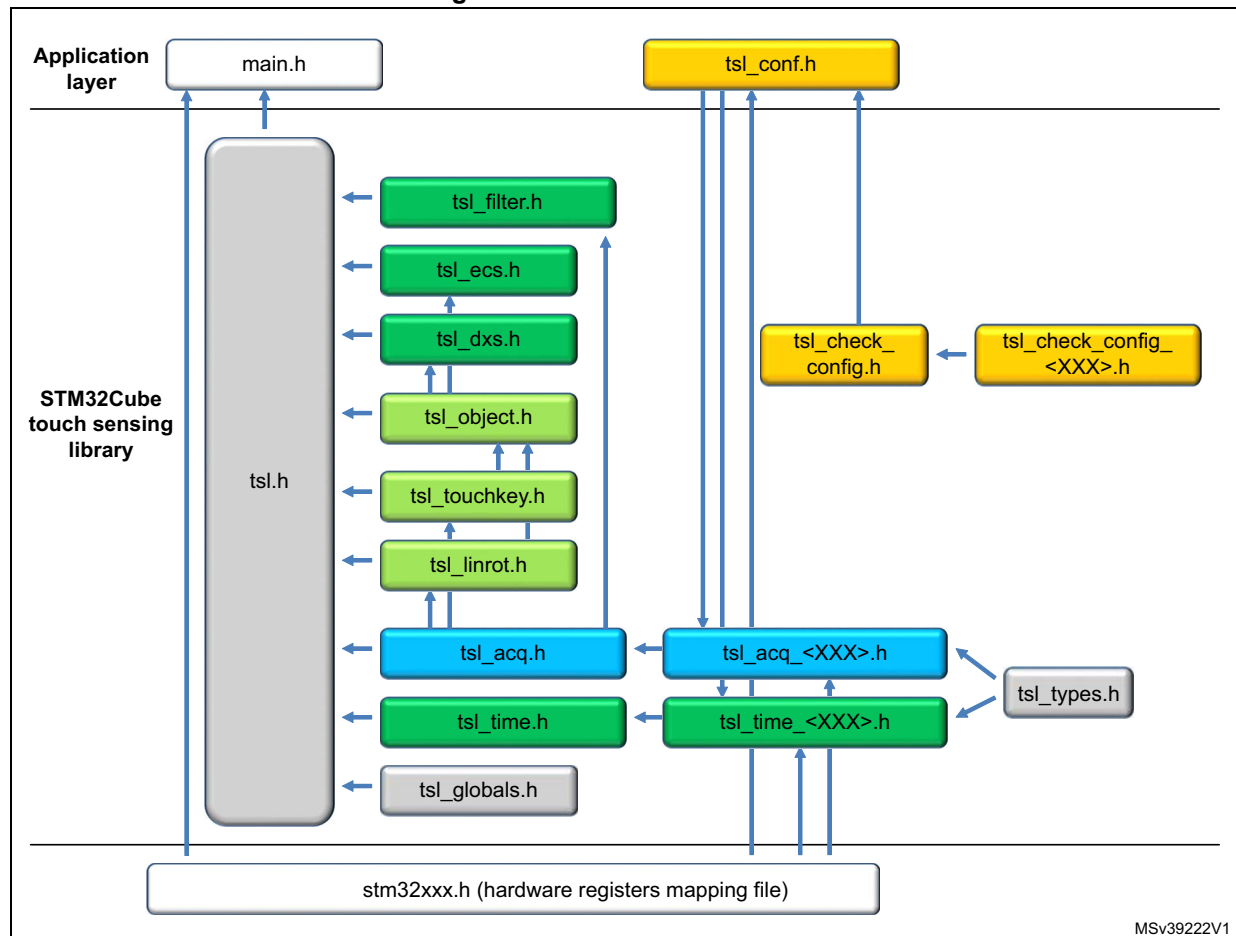 Application
layer
main.h
tsl_conf.h
tsl_filter.h
tsl_ecs.h
tsl_dxs.h
tsl_check_
config.h
tsl_check_config_
<XXX>.h
STM32Cube
touch sensing
library
tsl_object.h
tsl.h
tsl_touchkey.h
tsl_linrot.h
tsl_acq.h
tsl_acq_<XXX>.h
tsl_types.h
tsl_time.h
tsl_time_<XXX>.h
tsl_globals.h
stm32xxx.h (hardware registers mapping file)
MSv39222V1